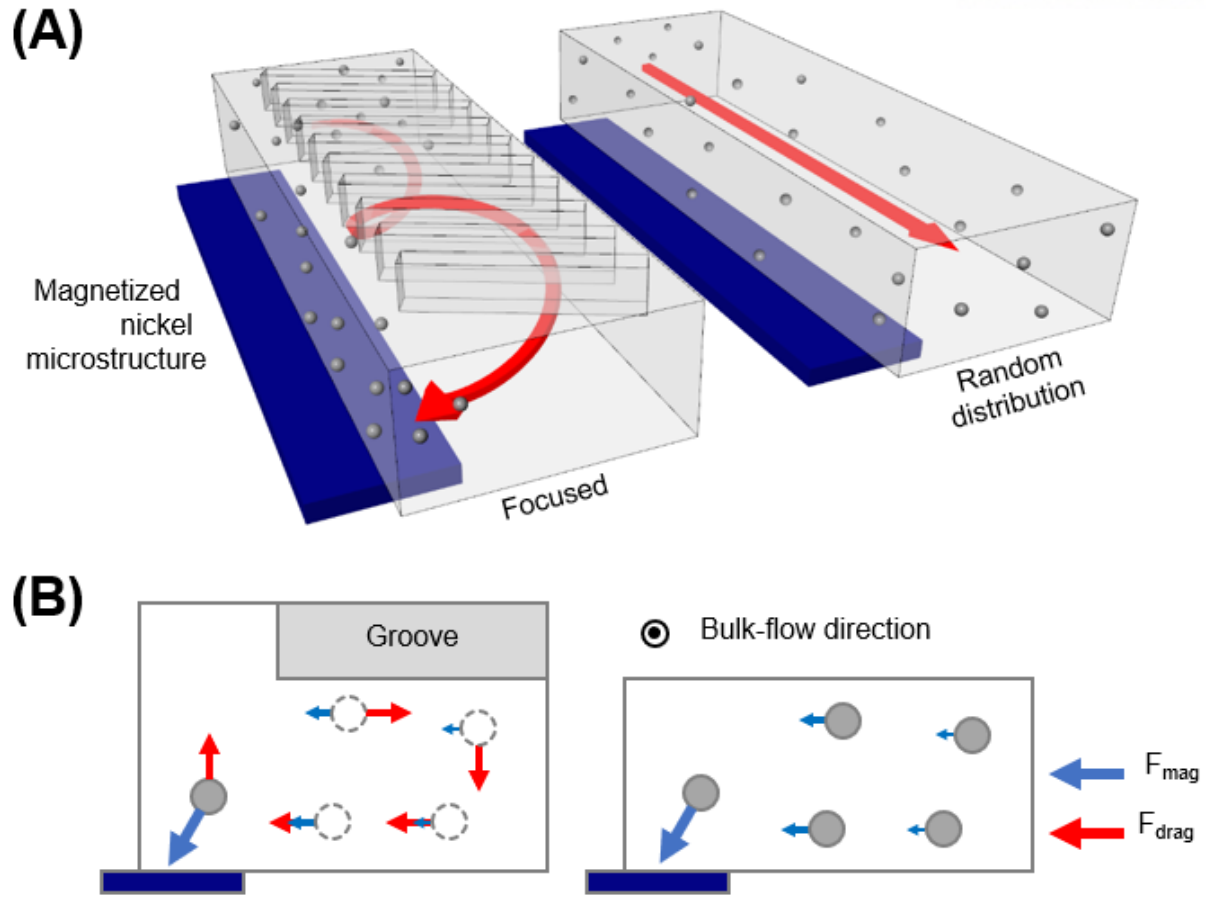 (A)
Magnetized
nickel
microstructure
Focused
Random
distribution
(B)
Groove
Bulk-flow direction
Fmag
Fdrag